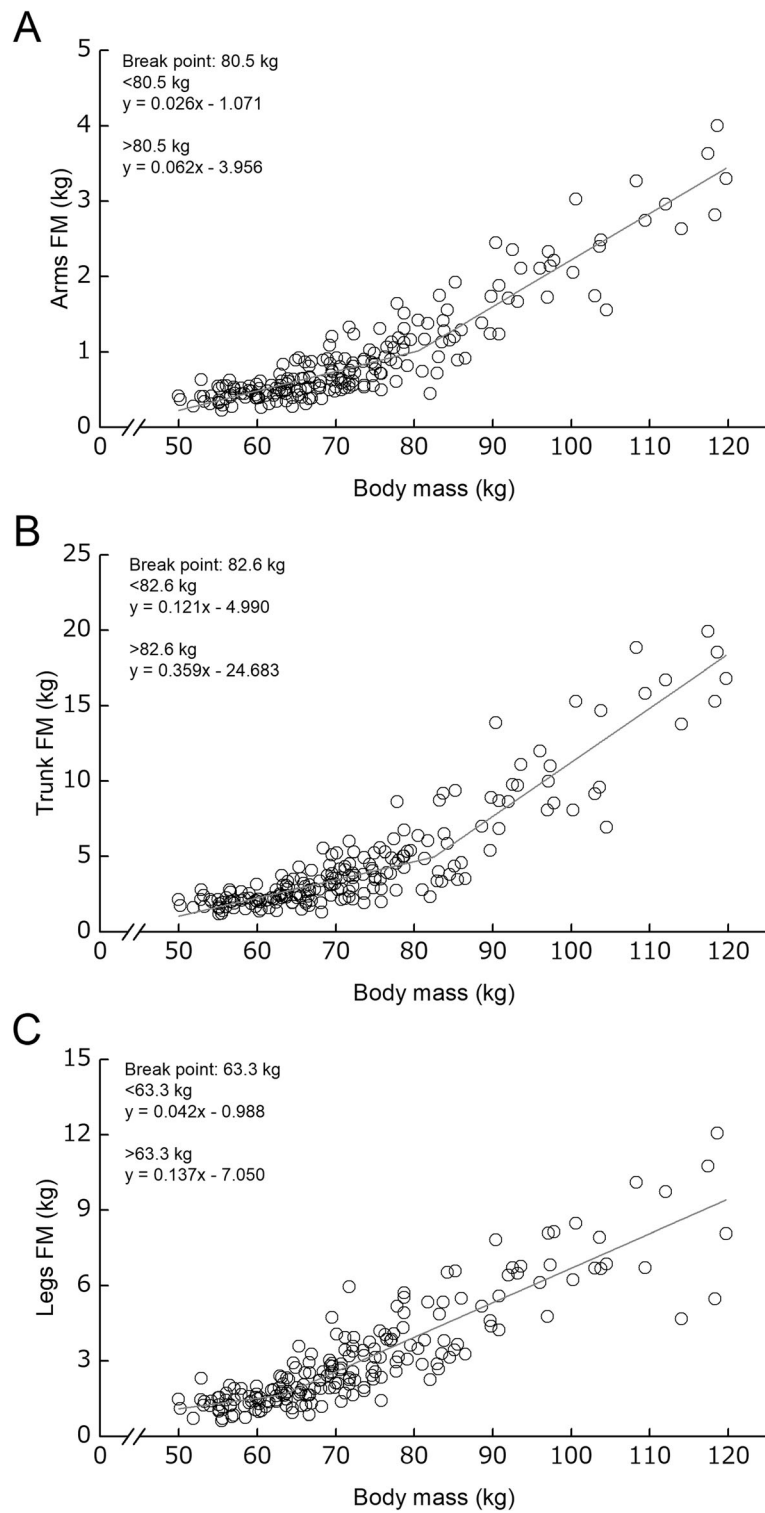 A
5
4
3
2
1
0
Arms FM (kg)
Break point: 80.5 kg
<80.5 kg
y = 0.026x - 1.071
>80.5 kg
y = 0.062x - 3.956
0 50 60 70 80 90 100 110 120
Body mass (kg)
B
25
20
15
10
5
0
Trunk FM (kg)
Break point: 82.6 kg
<82.6 kg
y = 0.121x - 4.990
>82.6 kg
y = 0.359x - 24.683
0 50 60 70 80 90 100 110 120
Body mass (kg)
C
15
12
9
6
3
0
Legs FM (kg)
Break point: 63.3 kg
<63.3 kg
y = 0.042x - 0.988
>63.3 kg
y = 0.137x - 7.050
0 50 60 70 80 90 100 110 120
Body mass (kg)